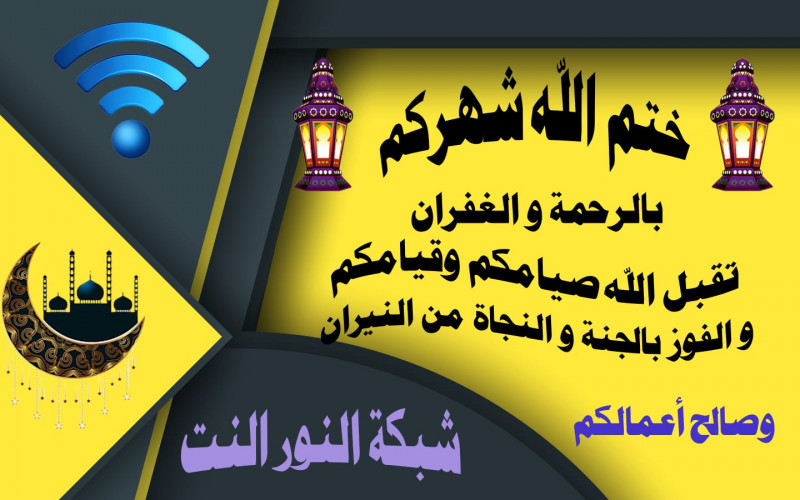 ختم الله شهركم
بالرحمة و الغفران
تقبل الله صيامكم وقيامكم
و الفوز بالجنة و النجاة من النيران
وصالح أعمالكم
شبكة النور النت